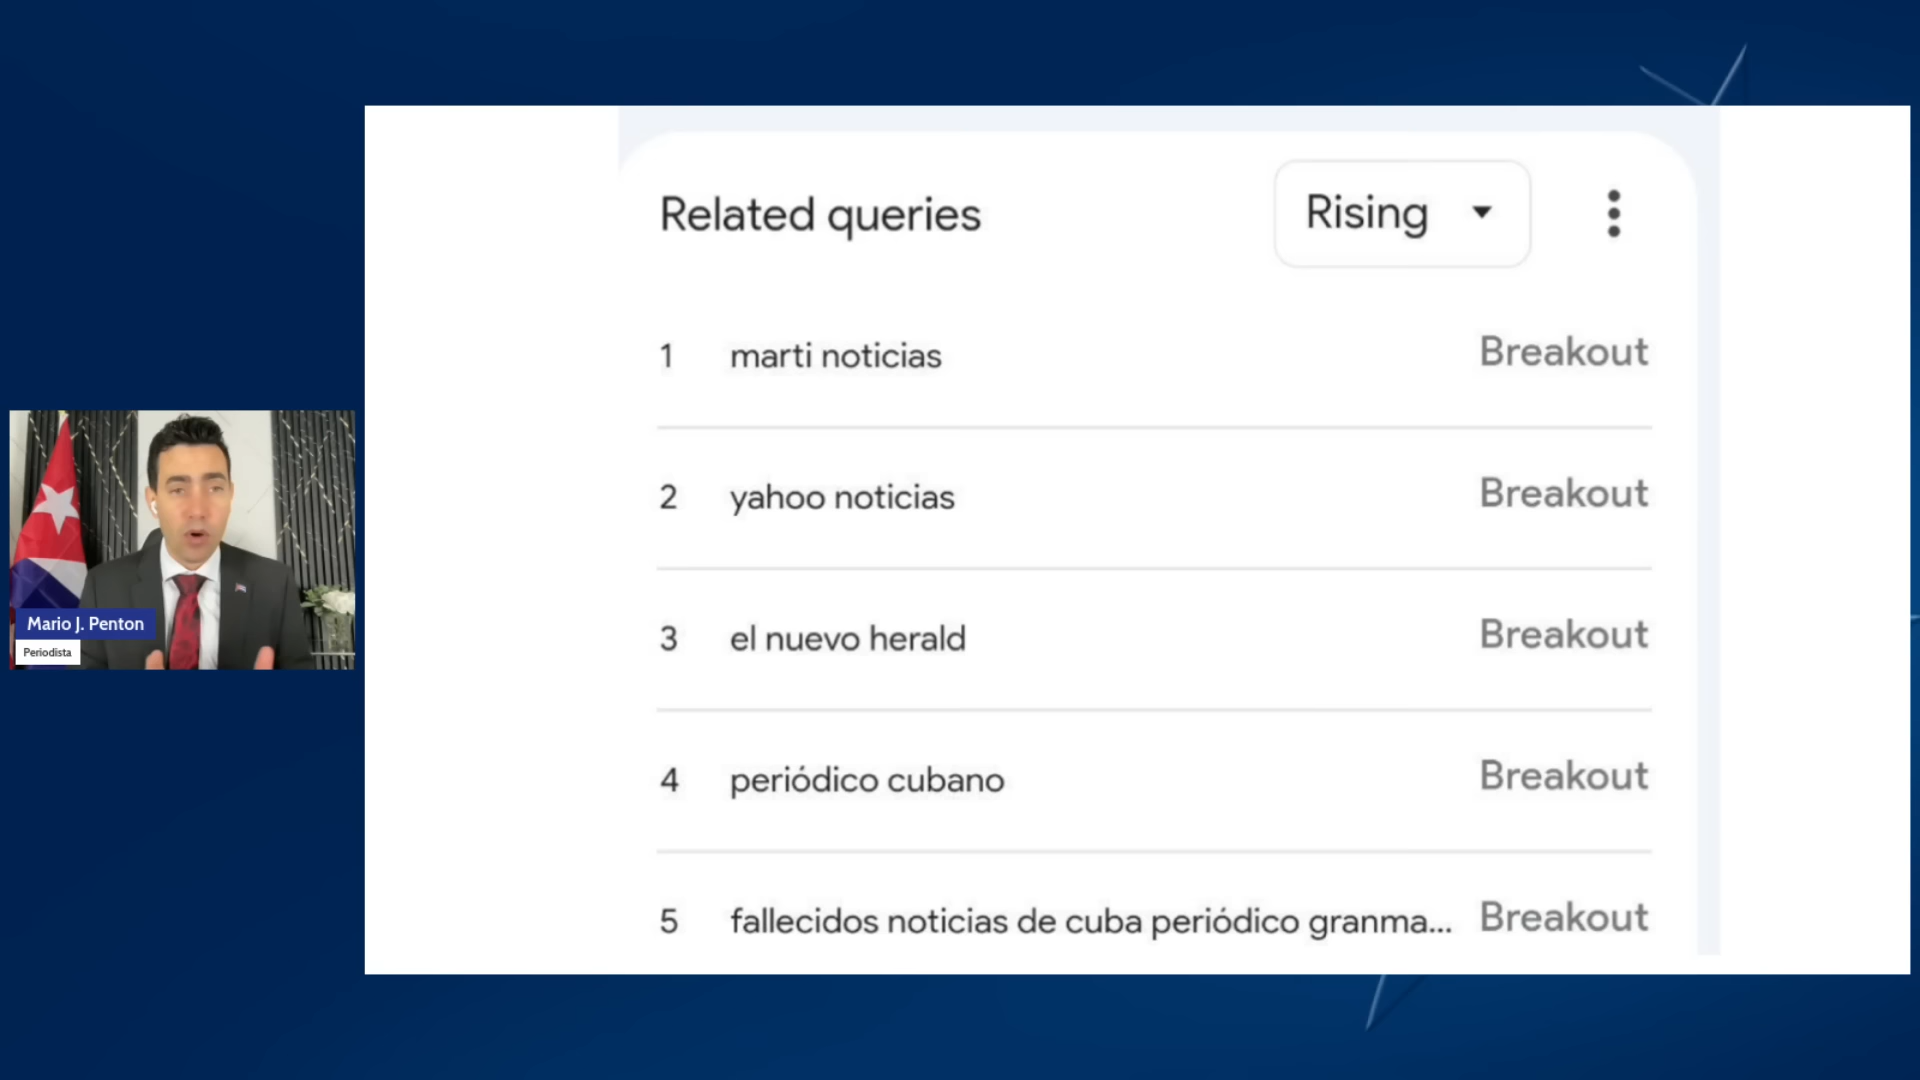 Related queries
Rising
1 marti noticias Breakout
2 yahoo noticias Breakout
3 el nuevo herald Breakout
4 periódico cubano Breakout
5 fallecidos noticias de cuba periódico granma... Breakout
Mario J. Penton
Periodista